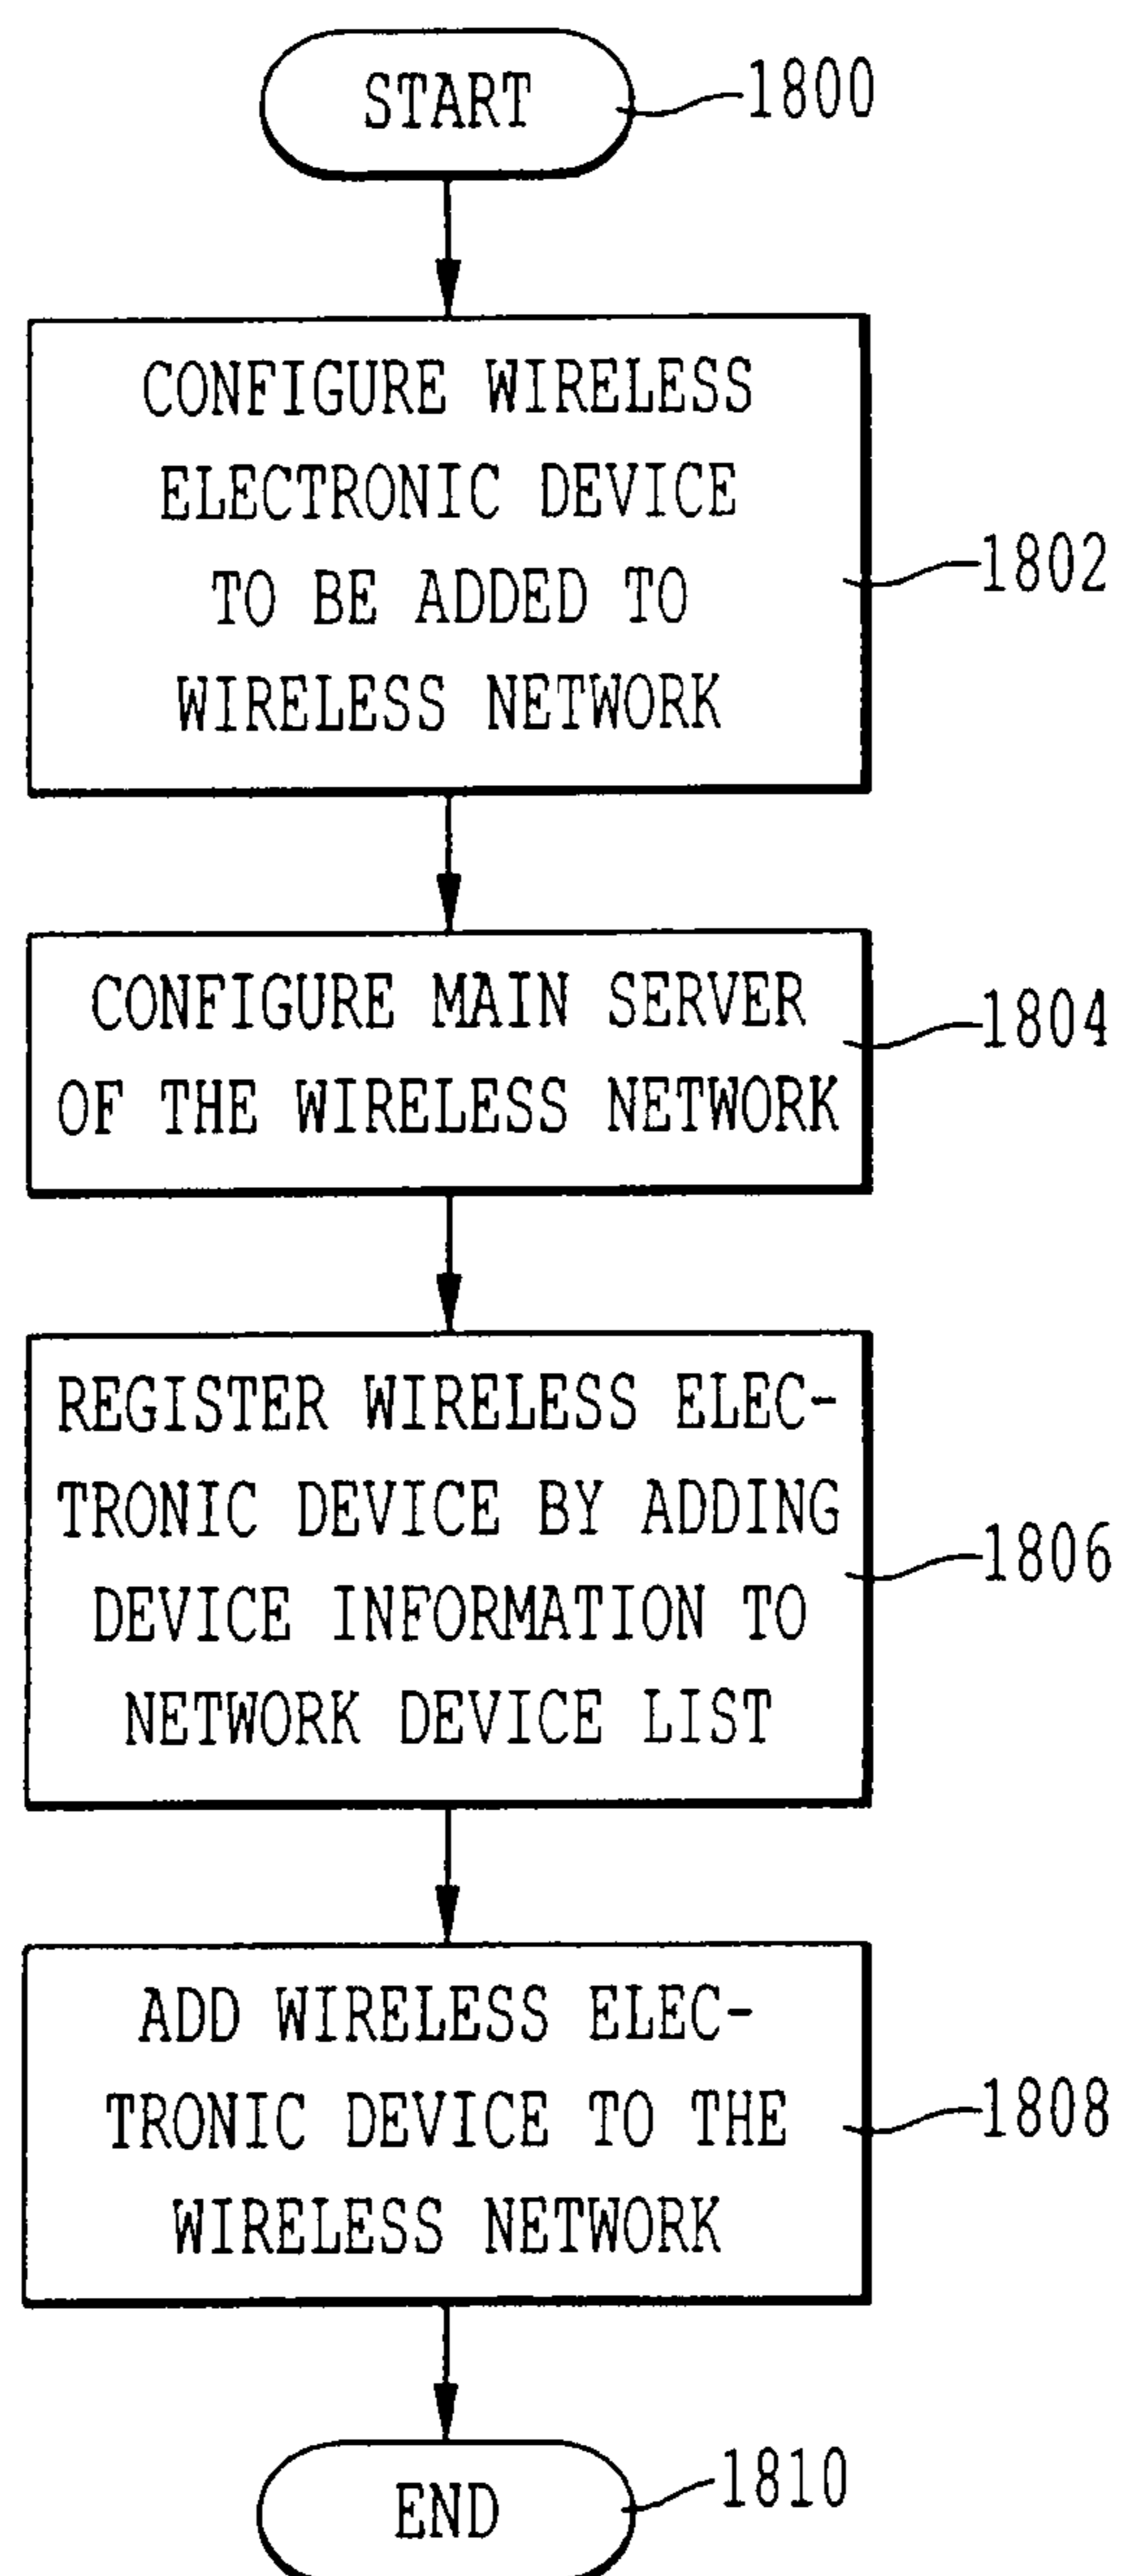 START
1800
CONFIGURE WIRELESS
ELECTRONIC DEVICE
TO BE ADDED TO
WIRELESS NETWORK
1802
CONFIGURE MAIN SERVER
OF THE WIRELESS NETWORK
1804
REGISTER WIRELESS ELEC-
TRONIC DEVICE BY ADDING
DEVICE INFORMATION TO
NETWORK DEVICE LIST
1806
ADD WIRELESS ELEC-
TRONIC DEVICE TO THE
WIRELESS NETWORK
1808
END
1810